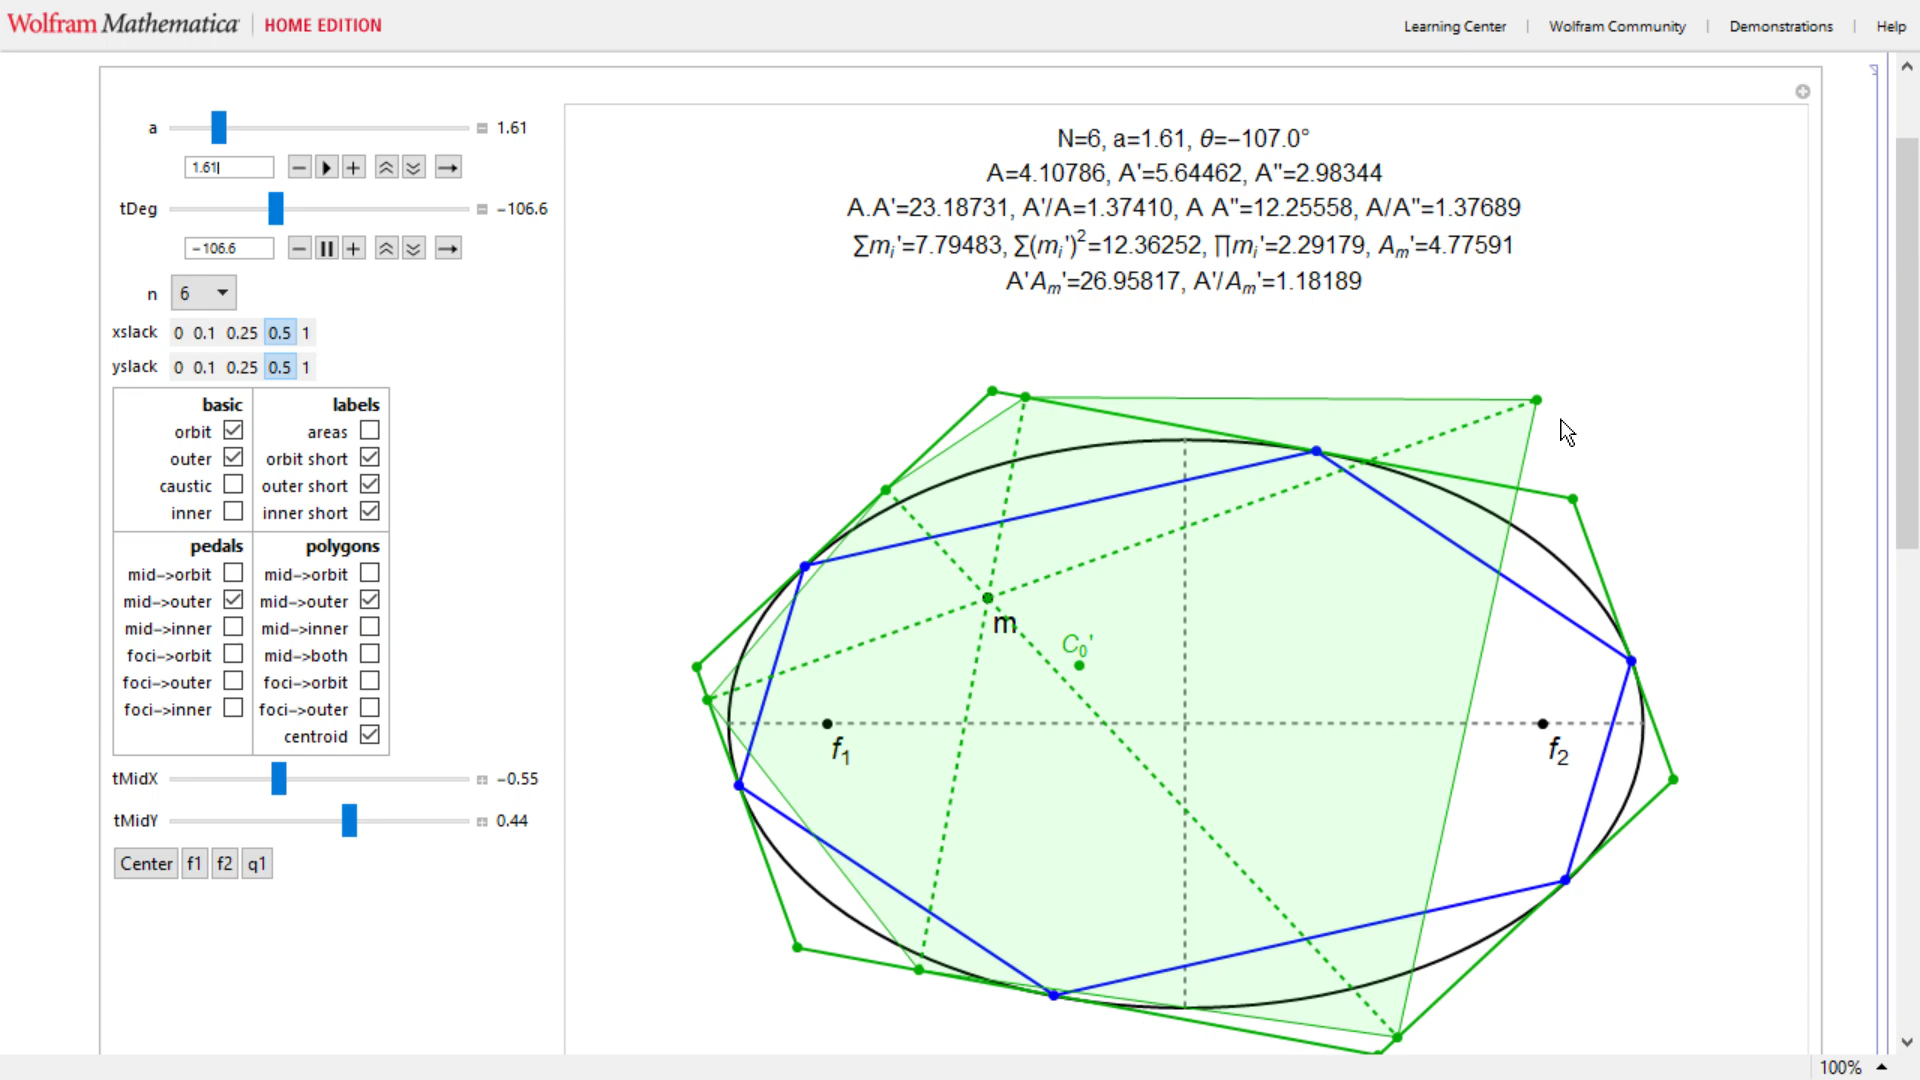 Wolfram Mathematica | HOME EDITION
Learning Center | Wolfram Community | Demonstrations | Help
a 1.61
1.61
tDeg −106.6
−106.6
n 6
xslack 0 0.1 0.25 0.5 1
yslack 0 0.1 0.25 0.5 1
basic labels
orbit areas
outer orbit short
caustic outer short
inner inner short
pedals polygons
mid−>orbit mid−>orbit
mid−>outer mid−>outer
mid−>inner mid−>inner
foci−>orbit mid−>both
foci−>outer foci−>orbit
foci−>inner foci−>outer
centroid
tMidX −0.55
tMidY 0.44
Center f1 f2 q1
N=6, a=1.61, θ=−107.0°
A=4.10786, A'=5.64462, A''=2.98344
A.A'=23.18731, A'/A=1.37410, A A''=12.25558, A/A''=1.37689
∑mᵢ'=7.79483, ∑(mᵢ')²=12.36252, ∏mᵢ'=2.29179, Aₘ'=4.77591
A'Aₘ'=26.95817, A'/Aₘ'=1.18189
m
C₀'
f₁
f₂
100%